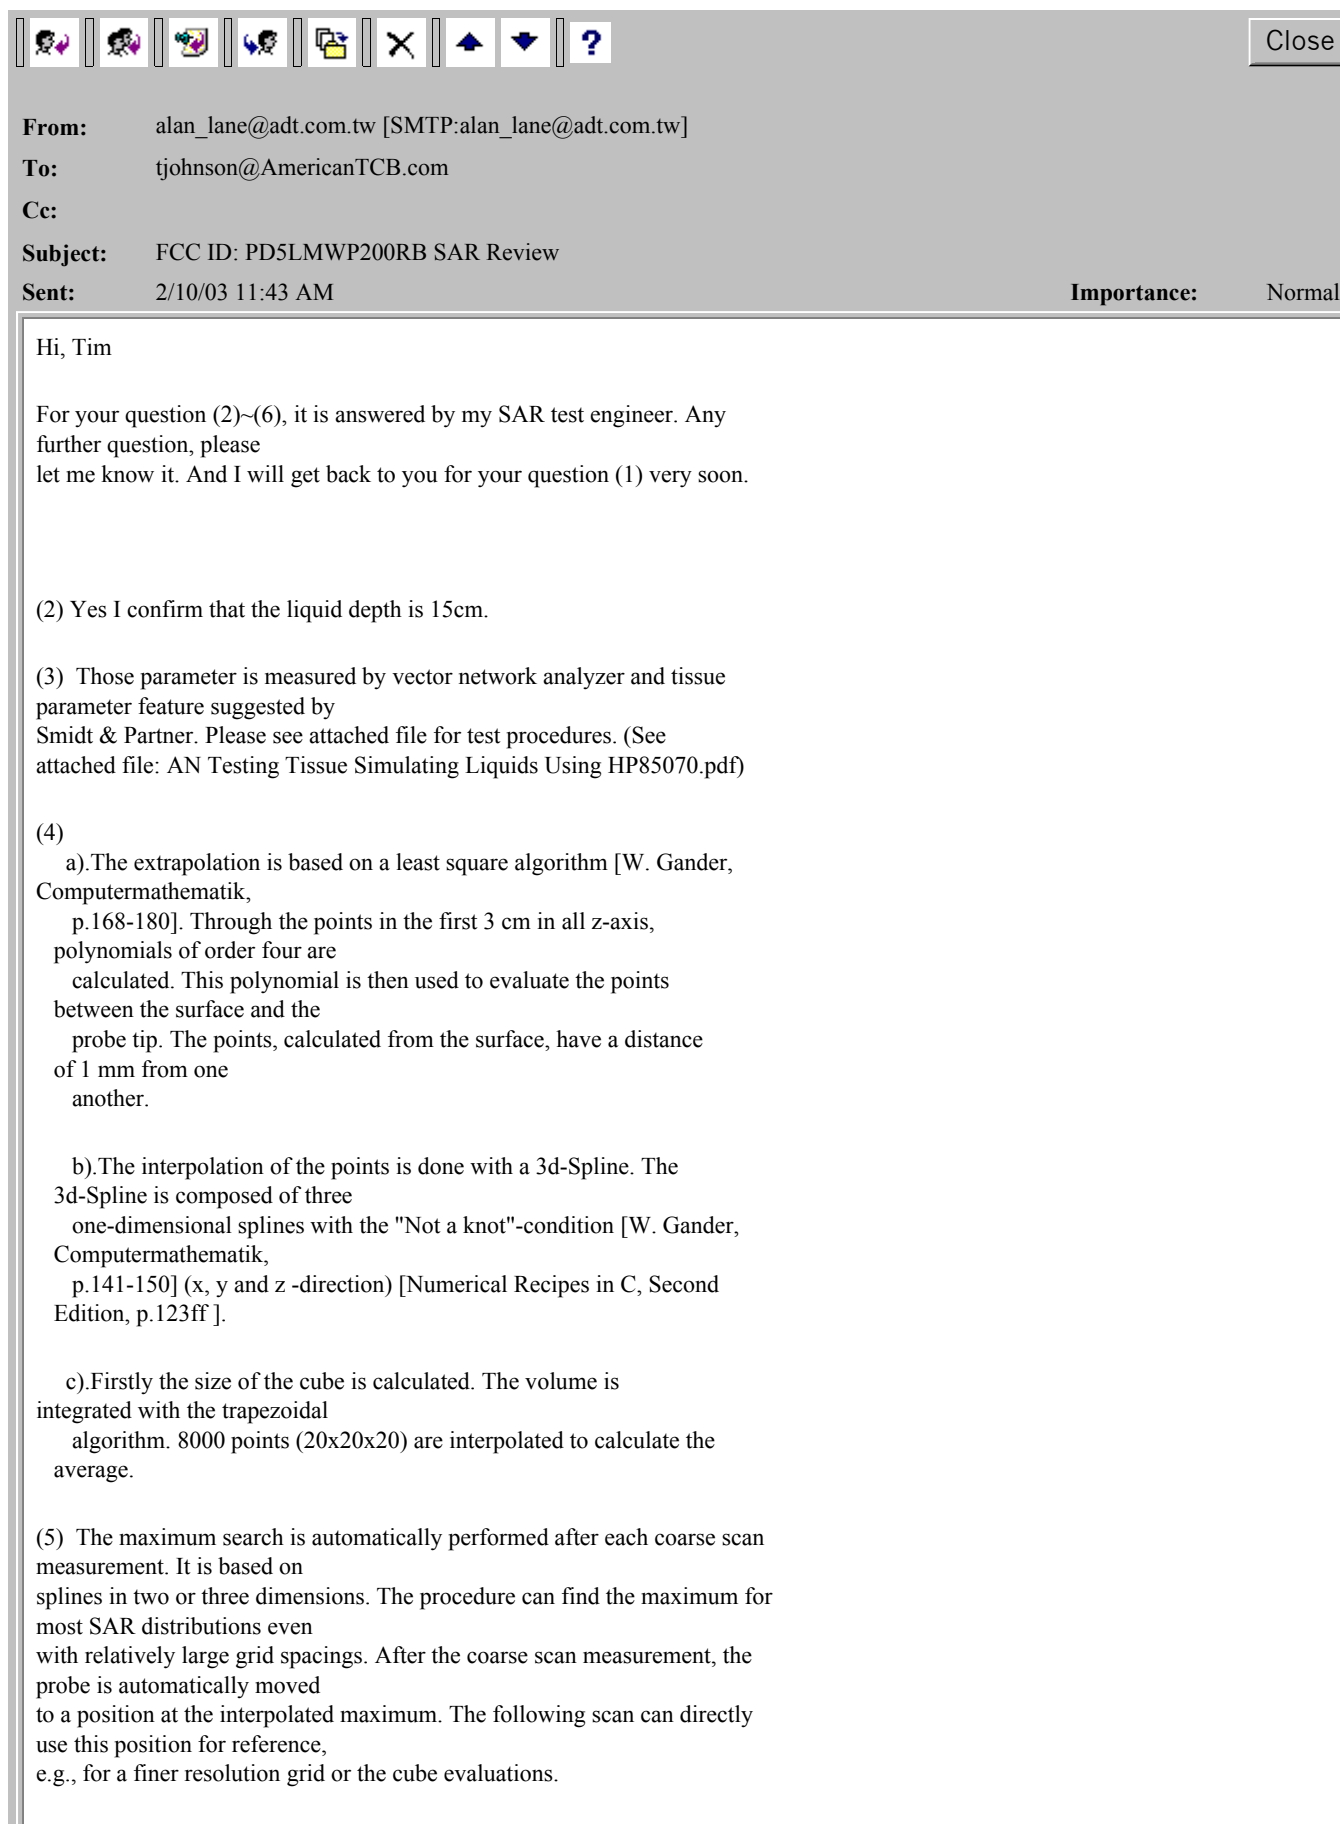 ? Close
From: alan_lane@adt.com.tw [SMTP:alan_lane@adt.com.tw]
To: tjohnson@AmericanTCB.com
Cc:
Subject: FCC ID: PD5LMWP200RB SAR Review
Sent: 2/10/03 11:43 AM Importance: Normal
Hi, Tim
For your question (2)~(6), it is answered by my SAR test engineer. Any
further question, please
let me know it. And I will get back to you for your question (1) very soon.
(2) Yes I confirm that the liquid depth is 15cm.
(3) Those parameter is measured by vector network analyzer and tissue
parameter feature suggested by
Smidt & Partner. Please see attached file for test procedures. (See
attached file: AN Testing Tissue Simulating Liquids Using HP85070.pdf)
(4)
a).The extrapolation is based on a least square algorithm [W. Gander,
Computermathematik,
p.168-180]. Through the points in the first 3 cm in all z-axis,
polynomials of order four are
calculated. This polynomial is then used to evaluate the points
between the surface and the
probe tip. The points, calculated from the surface, have a distance
of 1 mm from one
another.
b).The interpolation of the points is done with a 3d-Spline. The
3d-Spline is composed of three
one-dimensional splines with the "Not a knot"-condition [W. Gander,
Computermathematik,
p.141-150] (x, y and z -direction) [Numerical Recipes in C, Second
Edition, p.123ff ].
c).Firstly the size of the cube is calculated. The volume is
integrated with the trapezoidal
algorithm. 8000 points (20x20x20) are interpolated to calculate the
average.
(5) The maximum search is automatically performed after each coarse scan
measurement. It is based on
splines in two or three dimensions. The procedure can find the maximum for
most SAR distributions even
with relatively large grid spacings. After the coarse scan measurement, the
probe is automatically moved
to a position at the interpolated maximum. The following scan can directly
use this position for reference,
e.g., for a finer resolution grid or the cube evaluations.